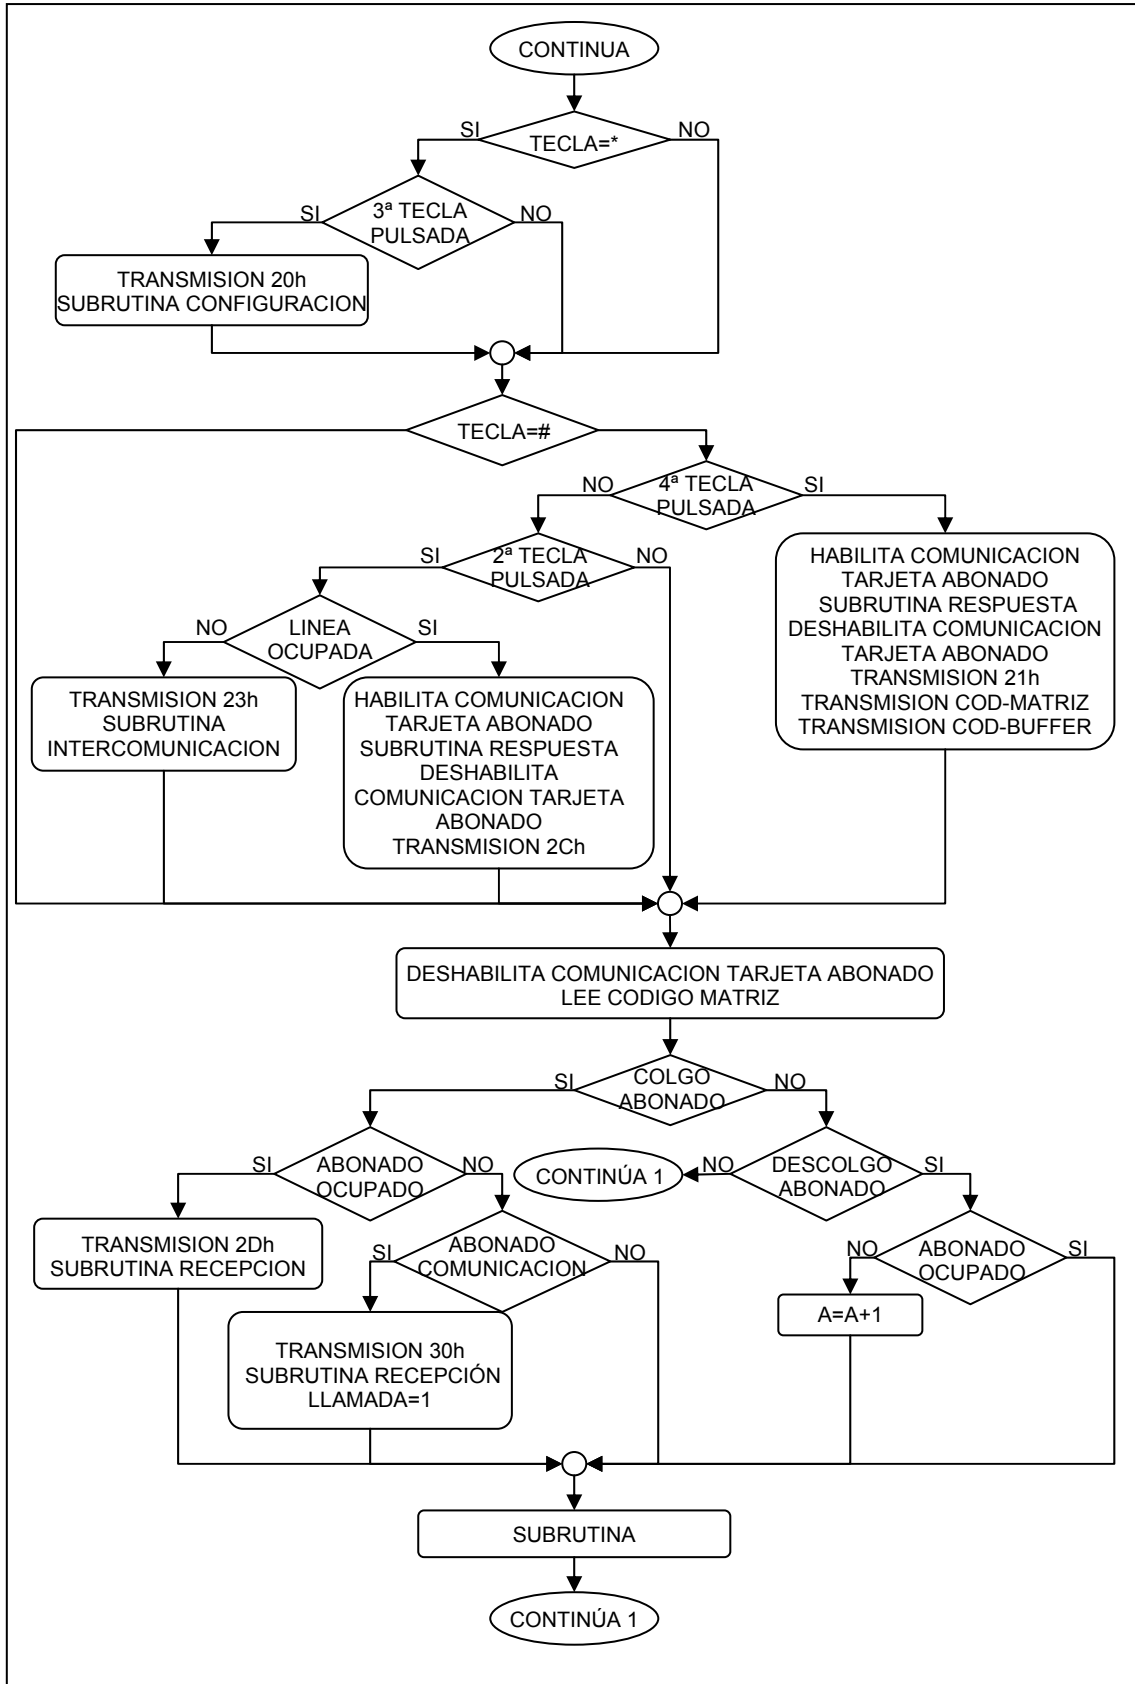 CONTINUA
SI
NO
TECLA=*
SI
3ª TECLA
PULSADA
NO
TRANSMISION 20h
SUBRUTINA CONFIGURACION
TECLA=#
NO
4ª TECLA
PULSADA
SI
SI
2ª TECLA
PULSADA
NO
HABILITA COMUNICACION
TARJETA ABONADO
SUBRUTINA RESPUESTA
DESHABILITA COMUNICACION
TARJETA ABONADO
TRANSMISION 21h
TRANSMISION COD-MATRIZ
TRANSMISION COD-BUFFER
NO
LINEA
OCUPADA
SI
TRANSMISION 23h
SUBRUTINA
INTERCOMUNICACION
HABILITA COMUNICACION
TARJETA ABONADO
SUBRUTINA RESPUESTA
DESHABILITA
COMUNICACION TARJETA
ABONADO
TRANSMISION 2Ch
DESHABILITA COMUNICACION TARJETA ABONADO
LEE CODIGO MATRIZ
SI
COLGO
ABONADO
NO
SI
ABONADO
OCUPADO
NO
CONTINÚA 1
NO
DESCOLGO
ABONADO
SI
TRANSMISION 2Dh
SUBRUTINA RECEPCION
SI
ABONADO
COMUNICACION
NO
NO
ABONADO
OCUPADO
SI
TRANSMISION 30h
SUBRUTINA RECEPCIÓN
LLAMADA=1
A=A+1
SUBRUTINA
CONTINÚA 1